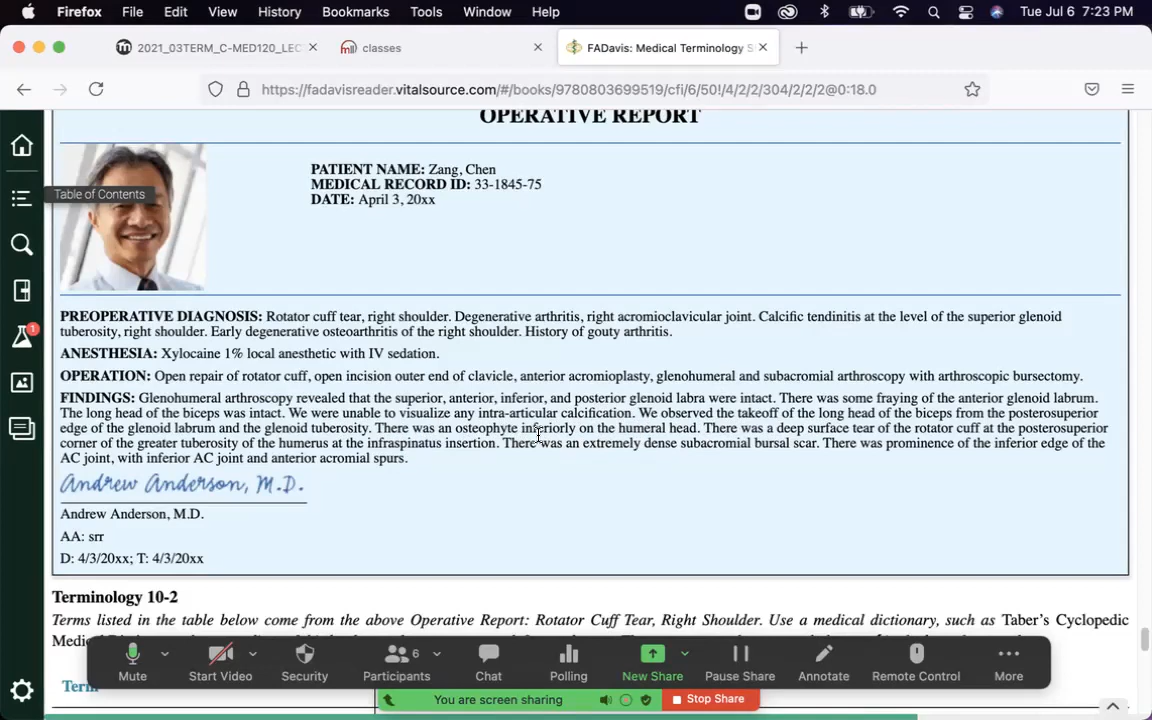 Firefox File Edit View History Bookmarks Tools Window Help Tue Jul 6 7:23 PM
2021_03TERM_C-MED120_LEC classes FADavis: Medical Terminology S
https://fadavisreader.vitalsource.com/#/books/9780803699519/cfi/6/50!/4/2/2/304/2/2/2@0:18.0
OPERATIVE REPORT
PATIENT NAME: Zang, Chen
MEDICAL RECORD ID: 33-1845-75
Table of Contents
DATE: April 3, 20xx
1
PREOPERATIVE DIAGNOSIS: Rotator cuff tear, right shoulder. Degenerative arthritis, right acromioclavicular joint. Calcific tendinitis at the level of the superior glenoid
tuberosity, right shoulder. Early degenerative osteoarthritis of the right shoulder. History of gouty arthritis.
ANESTHESIA: Xylocaine 1% local anesthetic with IV sedation.
OPERATION: Open repair of rotator cuff, open incision outer end of clavicle, anterior acromioplasty, glenohumeral and subacromial arthroscopy with arthroscopic bursectomy.
FINDINGS: Glenohumeral arthroscopy revealed that the superior, anterior, inferior, and posterior glenoid labra were intact. There was some fraying of the anterior glenoid labrum.
The long head of the biceps was intact. We were unable to visualize any intra-articular calcification. We observed the takeoff of the long head of the biceps from the posterosuperior
edge of the glenoid labrum and the glenoid tuberosity. There was an osteophyte inferiorly on the humeral head. There was a deep surface tear of the rotator cuff at the posterosuperior
corner of the greater tuberosity of the humerus at the infraspinatus insertion. There was an extremely dense subacromial bursal scar. There was prominence of the inferior edge of the
AC joint, with inferior AC joint and anterior acromial spurs.
Andrew Anderson, M.D.
Andrew Anderson, M.D.
AA: srr
D: 4/3/20xx; T: 4/3/20xx
Terminology 10-2
Terms listed in the table below come from the above Operative Report: Rotator Cuff Tear, Right Shoulder. Use a medical dictionary, such as Taber's Cyclopedic
6
Mute Start Video Security Participants Chat Polling New Share Pause Share Annotate Remote Control More
Term
You are screen sharing Stop Share